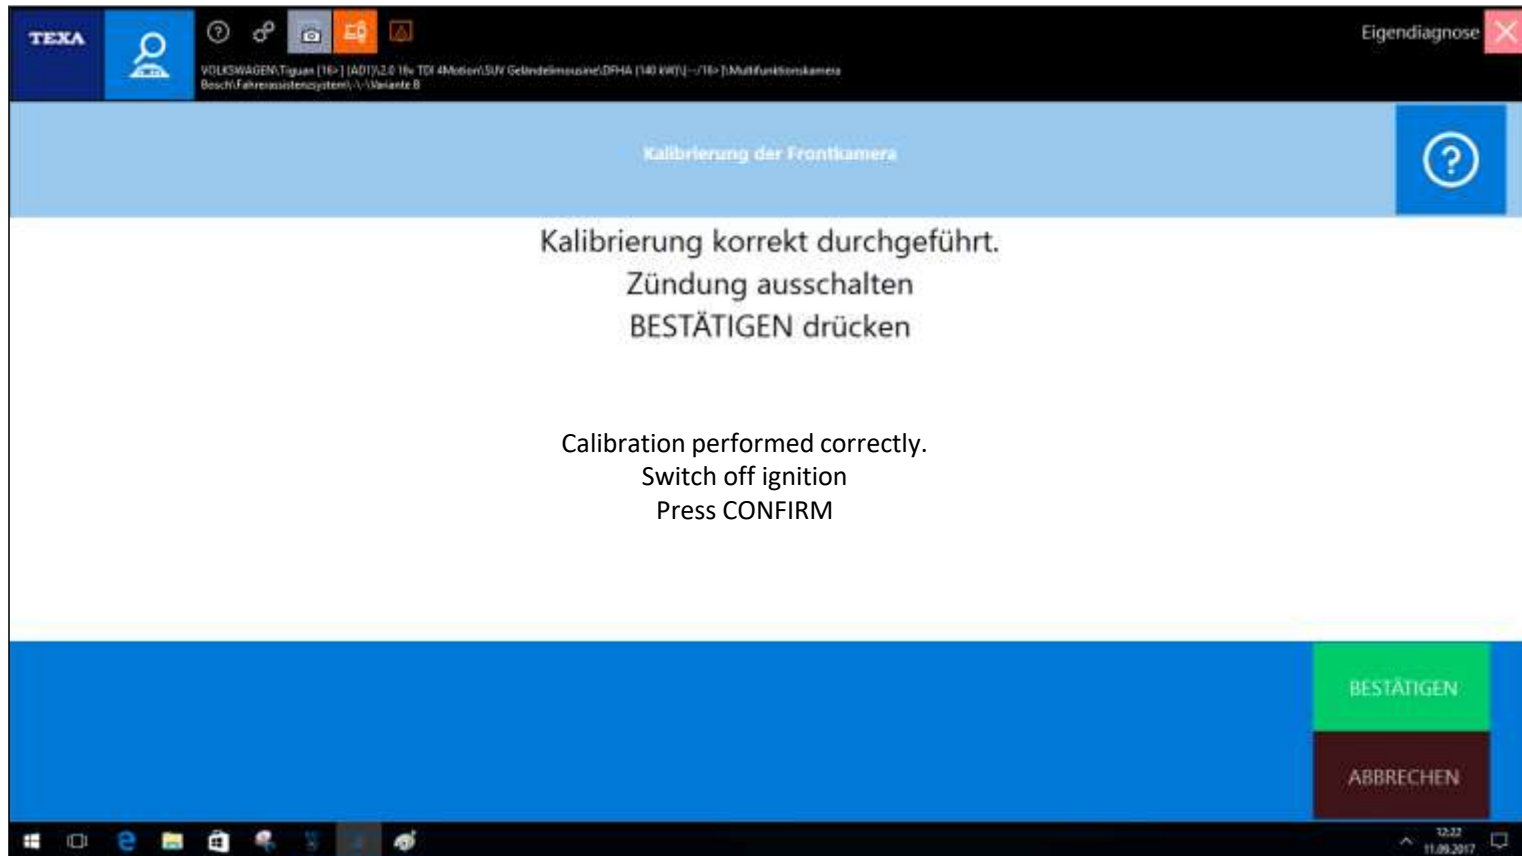 TEXA
Eigendiagnose
VOLKSWAGEN\Tiguan [16>] (AD1)\2.0 16v TDI 4Motion\SUV Geländelimousine\DFHA (140 kW)\[--/16> ]\Multifunktionskamera
Bosch\Fahrerassistenzsystem\-\-\Variante B
Kalibrierung der Frontkamera
Kalibrierung korrekt durchgeführt.
Zündung ausschalten
BESTÄTIGEN drücken
Calibration performed correctly.
Switch off ignition
Press CONFIRM
BESTÄTIGEN
ABBRECHEN
12:22
11.09.2017